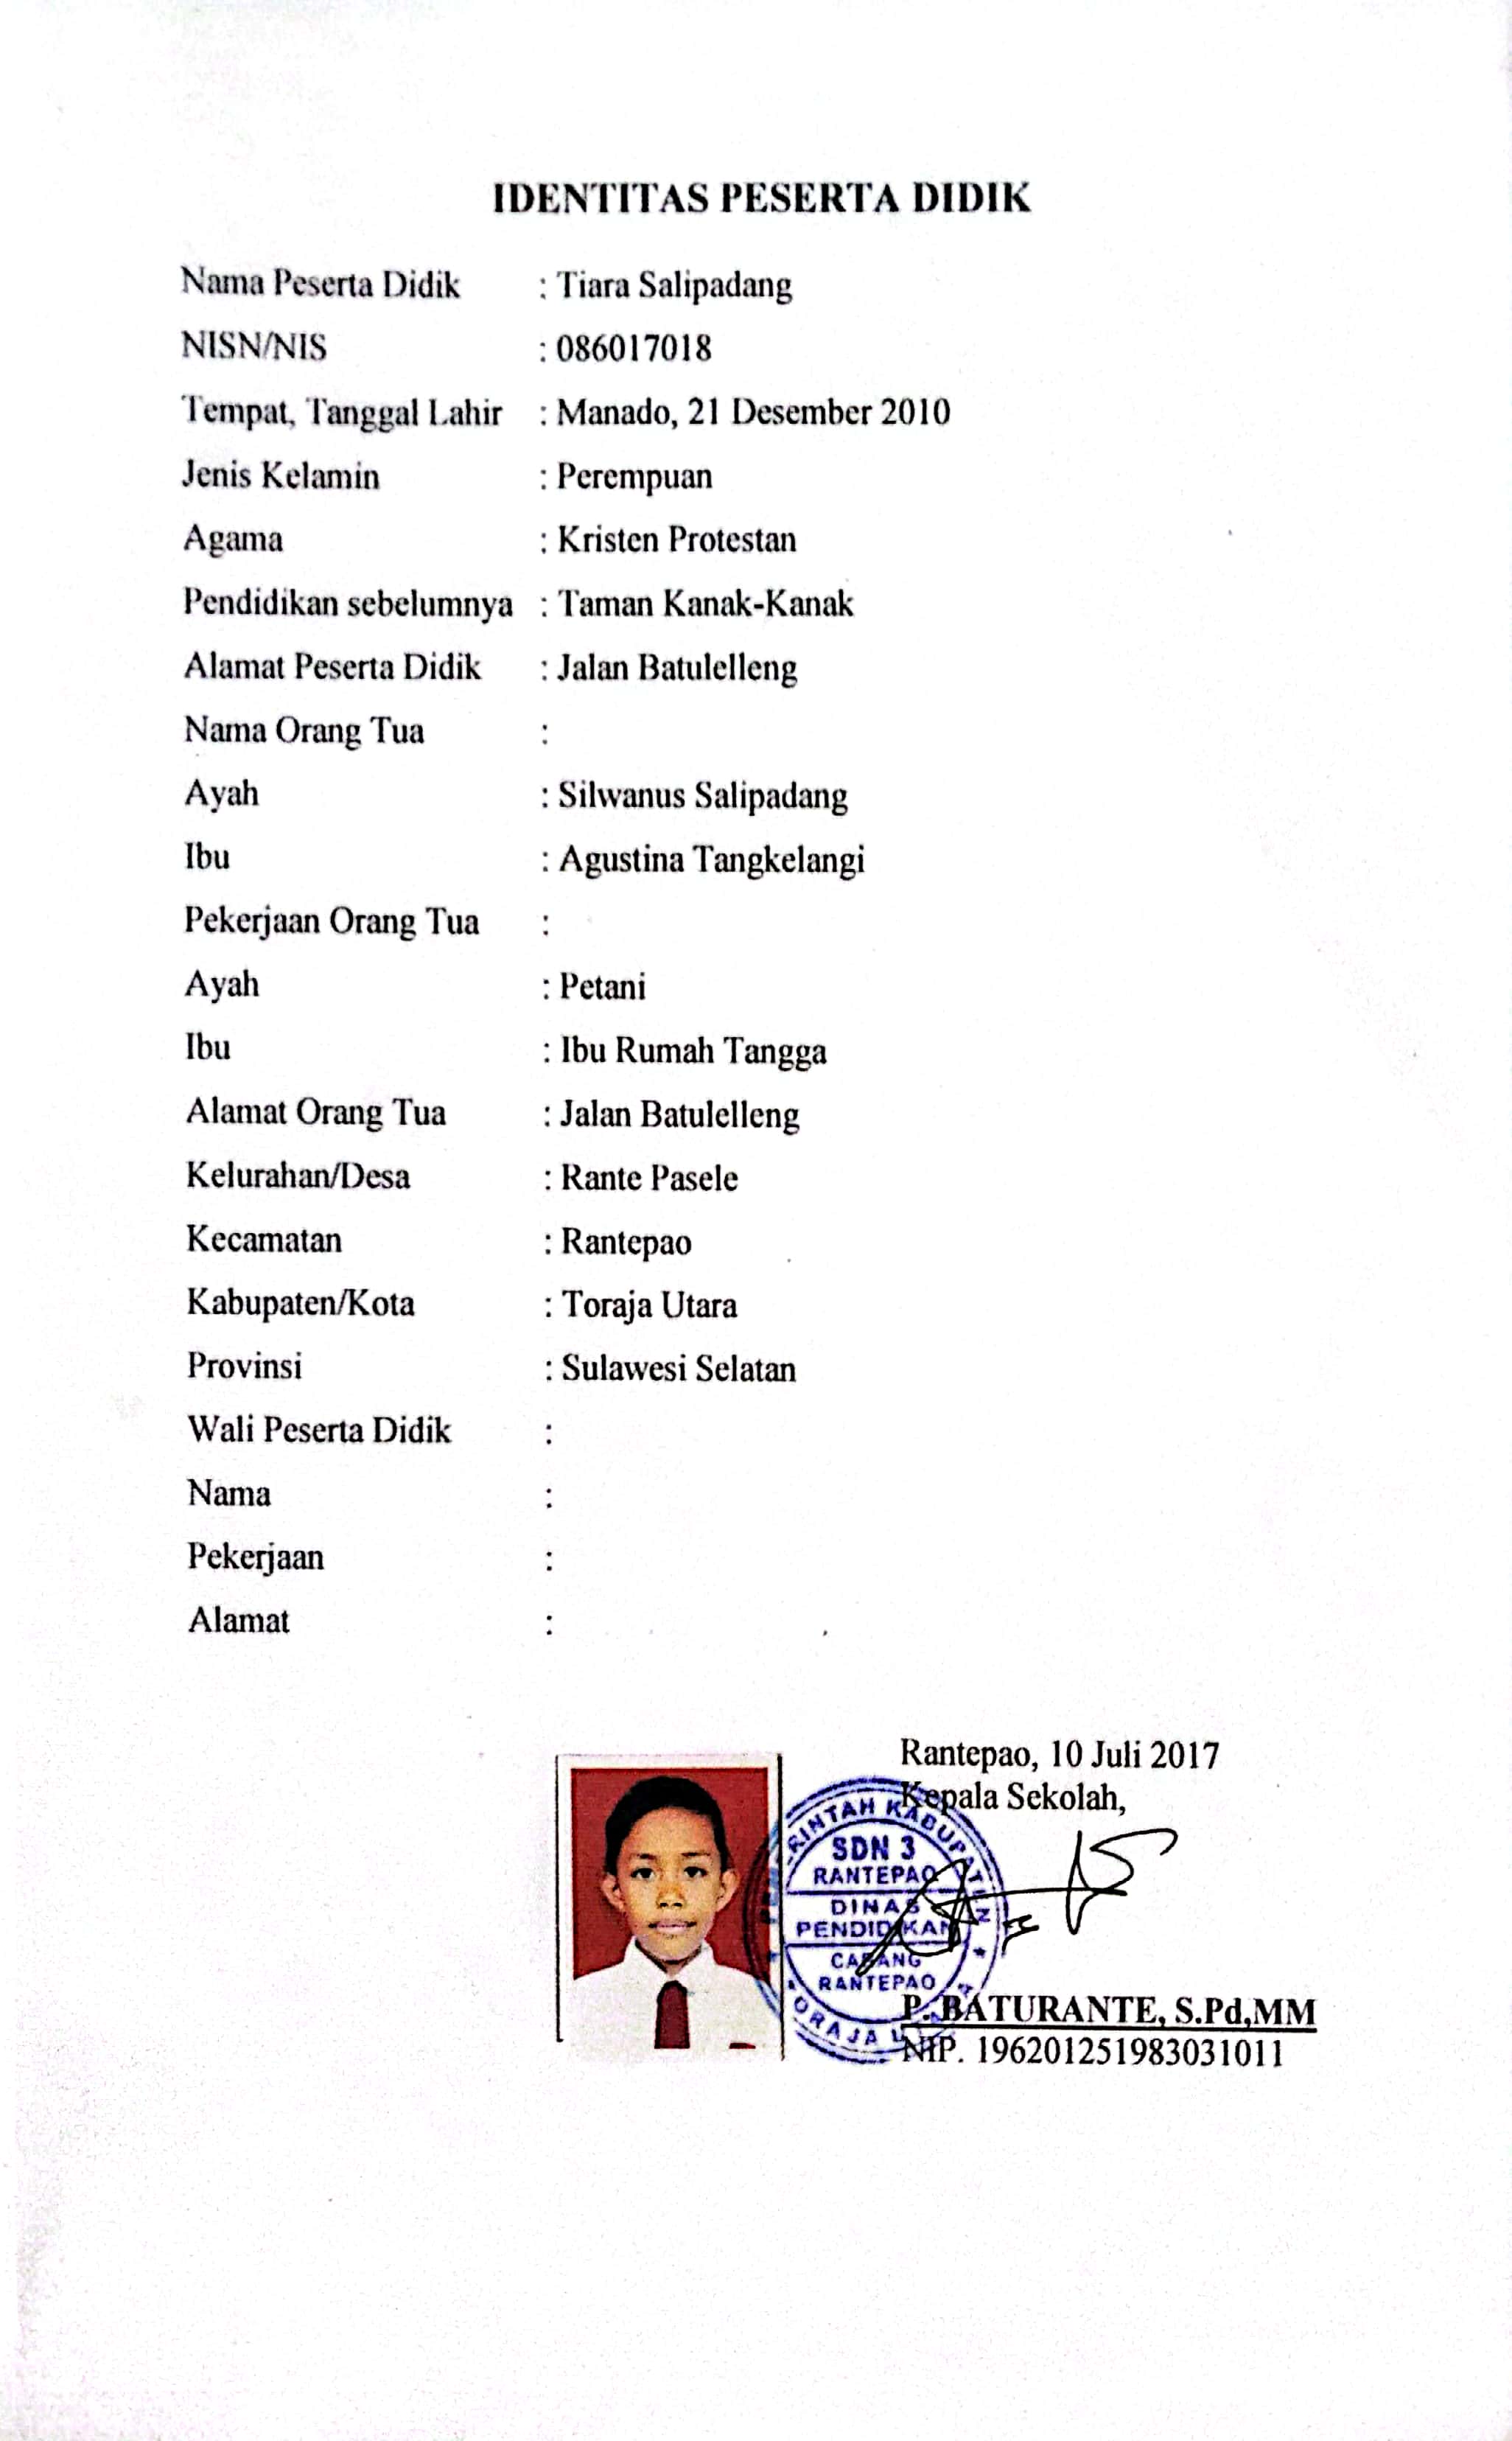 IDENTITAS PESERTA DIDIK
Nama Peserta Didik : Tiara Salipadang
NISN/NIS : 086017018
Tempat, Tanggal Lahir : Manado, 21 Desember 2010
Jenis Kelamin : Perempuan
Agama : Kristen Protestan
Pendidikan sebelumnya : Taman Kanak-Kanak
Alamat Peserta Didik : Jalan Batulelleng
Nama Orang Tua :
Ayah : Silwanus Salipadang
Ibu : Agustina Tangkelangi
Pekerjaan Orang Tua :
Ayah : Petani
Ibu : Ibu Rumah Tangga
Alamat Orang Tua : Jalan Batulelleng
Kelurahan/Desa : Rante Pasele
Kecamatan : Rantepao
Kabupaten/Kota : Toraja Utara
Provinsi : Sulawesi Selatan
Wali Peserta Didik :
Nama :
Pekerjaan :
Alamat :
Rantepao, 10 Juli 2017
Kepala Sekolah,
SDN 3
RANTEPAO
DINAS
PENDIDIKAN
CABANG
RANTEPAO
P. BATURANTE, S.Pd,MM
NIP. 196201251983031011